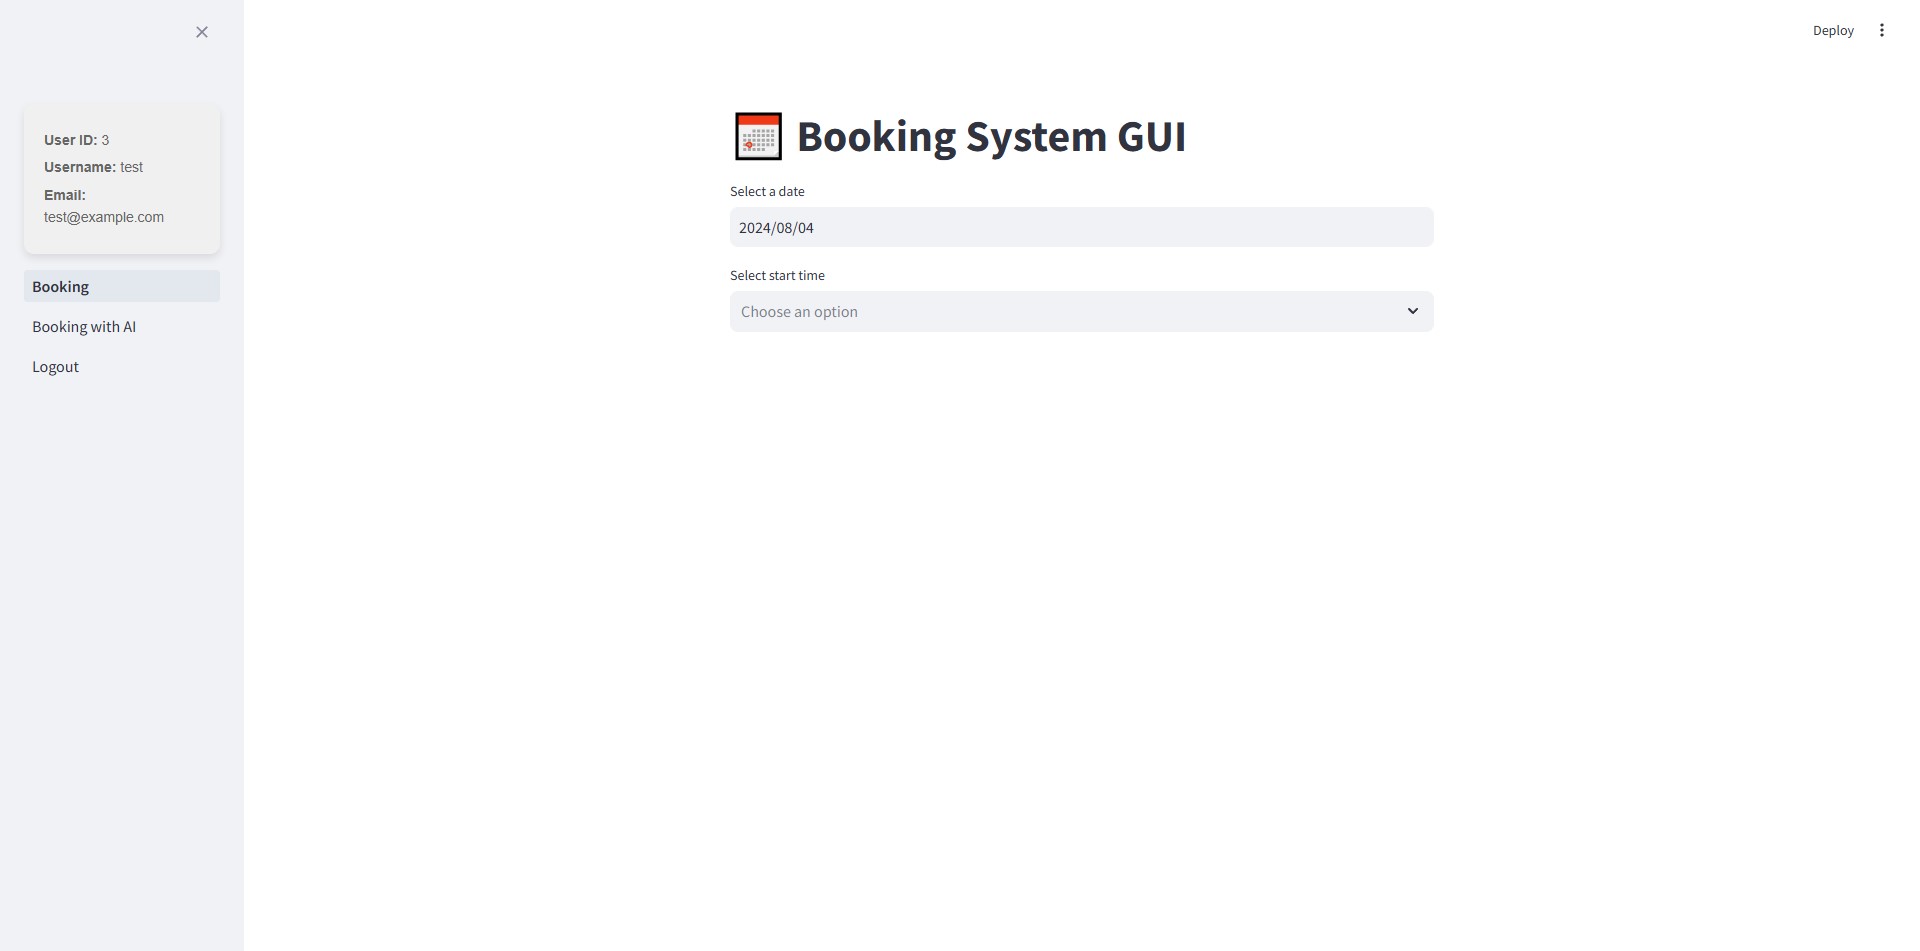 Deploy
User ID: 3
Username: test
Email:
test@example.com
Booking
Booking with AI
Logout
Booking System GUI
Select a date
2024/08/04
Select start time
Choose an option